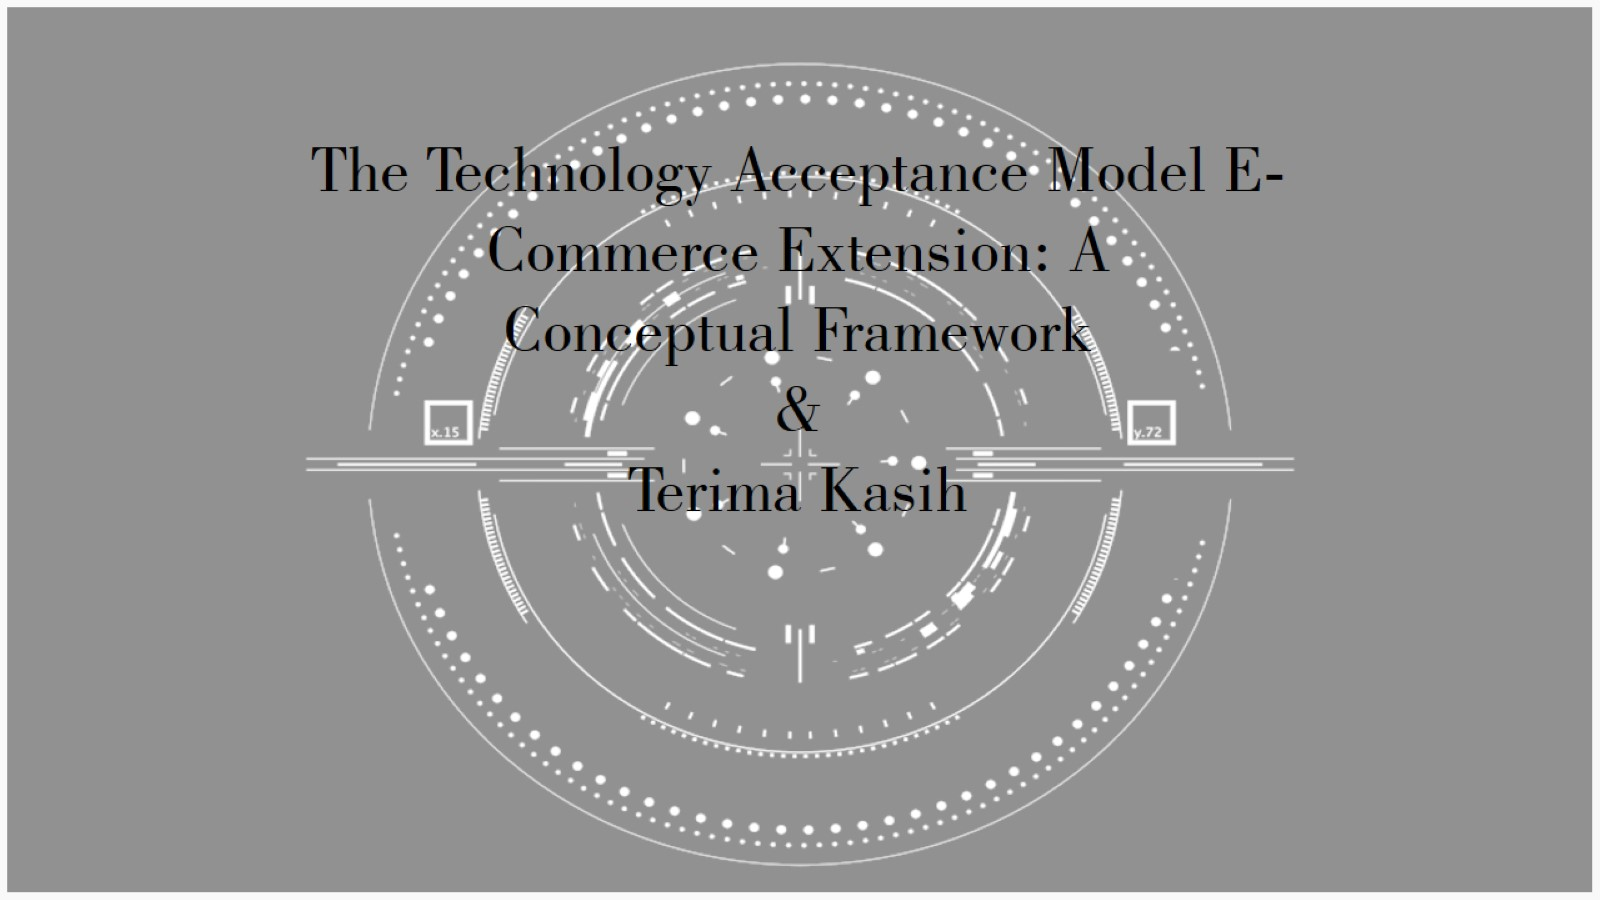 The Technology Acceptance Model E-
Commerce Extension: A
Conceptual Framework
&
Terima Kasih
x.15
y.72